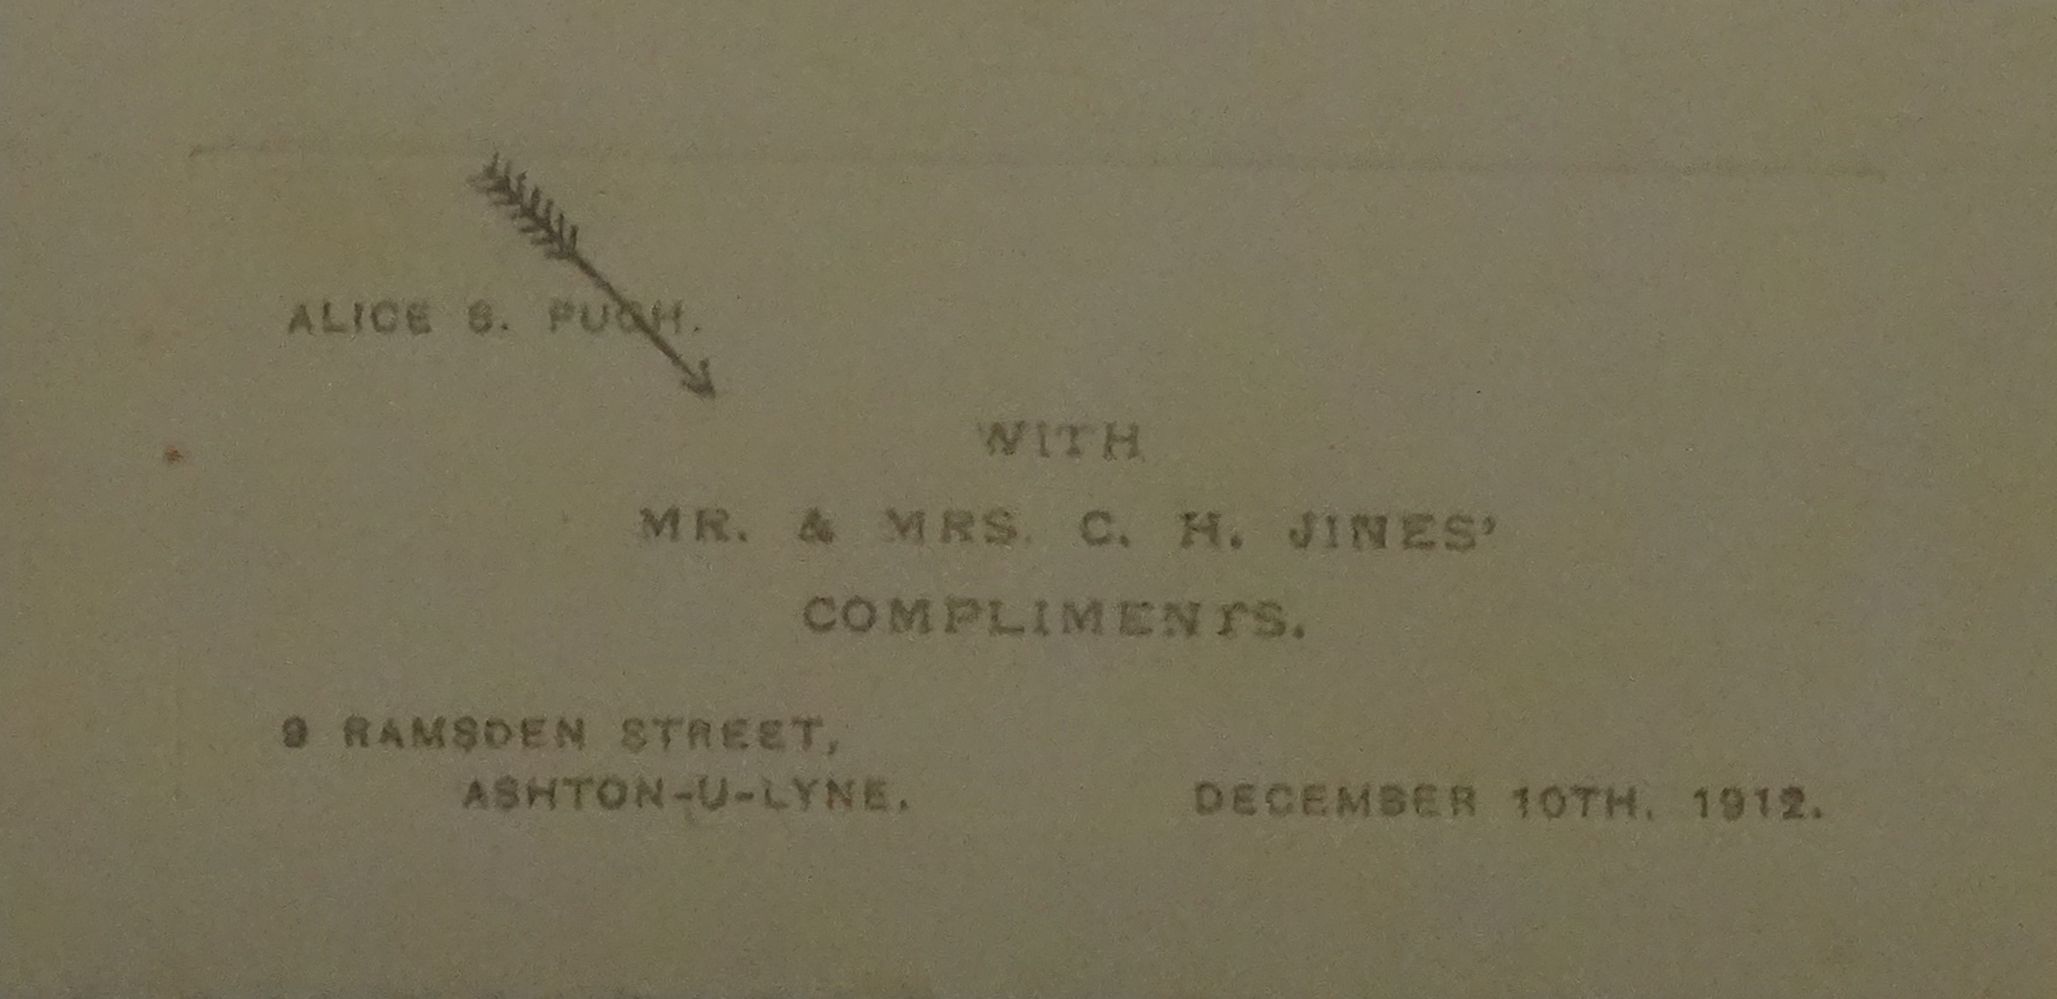 ALICE S. PUGH.
WITH
MR. & MRS. C. H. JINES'
COMPLIMENTS.
9 RAMSDEN STREET,
ASHTON-U-LYNE.
DECEMBER 10TH. 1912.